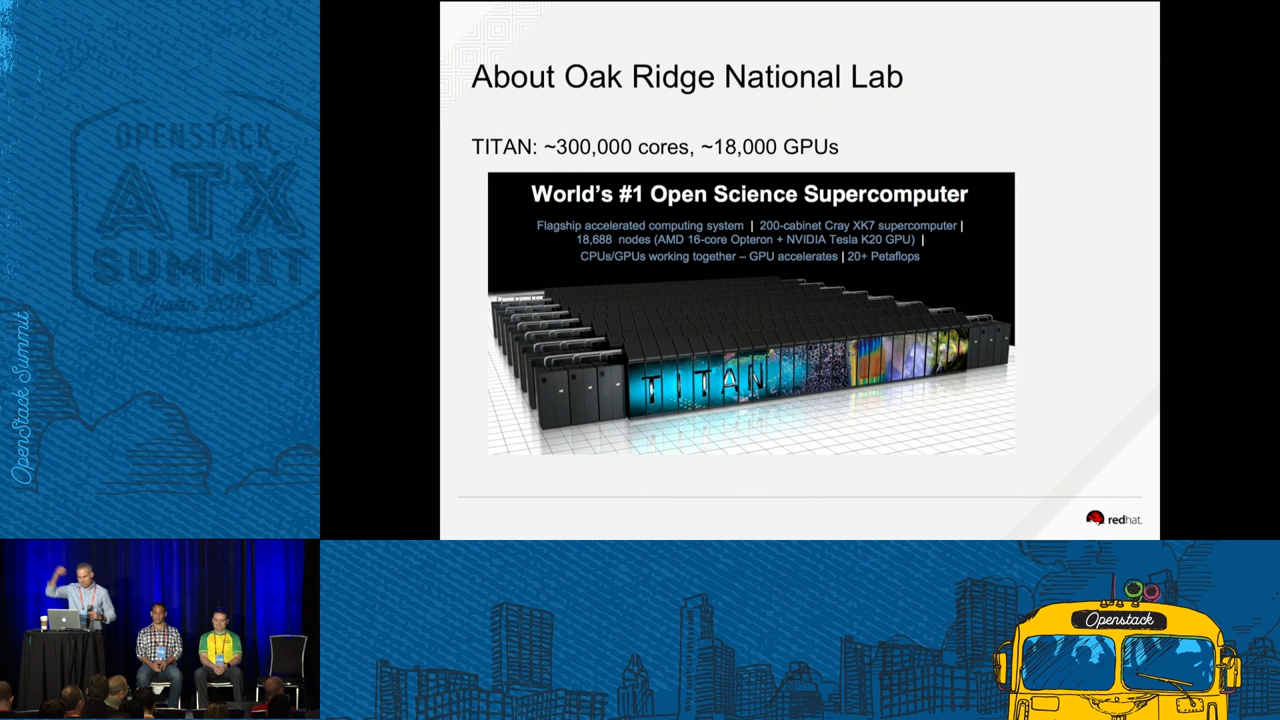 About Oak Ridge National Lab
TITAN: ~300,000 cores, ~18,000 GPUs
World's #1 Open Science Supercomputer
Flagship accelerated computing system | 200-cabinet Cray XK7 supercomputer |
18,688 nodes (AMD 16-core Opteron + NVIDIA Tesla K20 GPU) |
CPUs/GPUs working together – GPU accelerates | 20+ Petaflops
TITAN
redhat.
OPENSTACK
ATX
SUMMIT
OpenStack Summit
Openstack